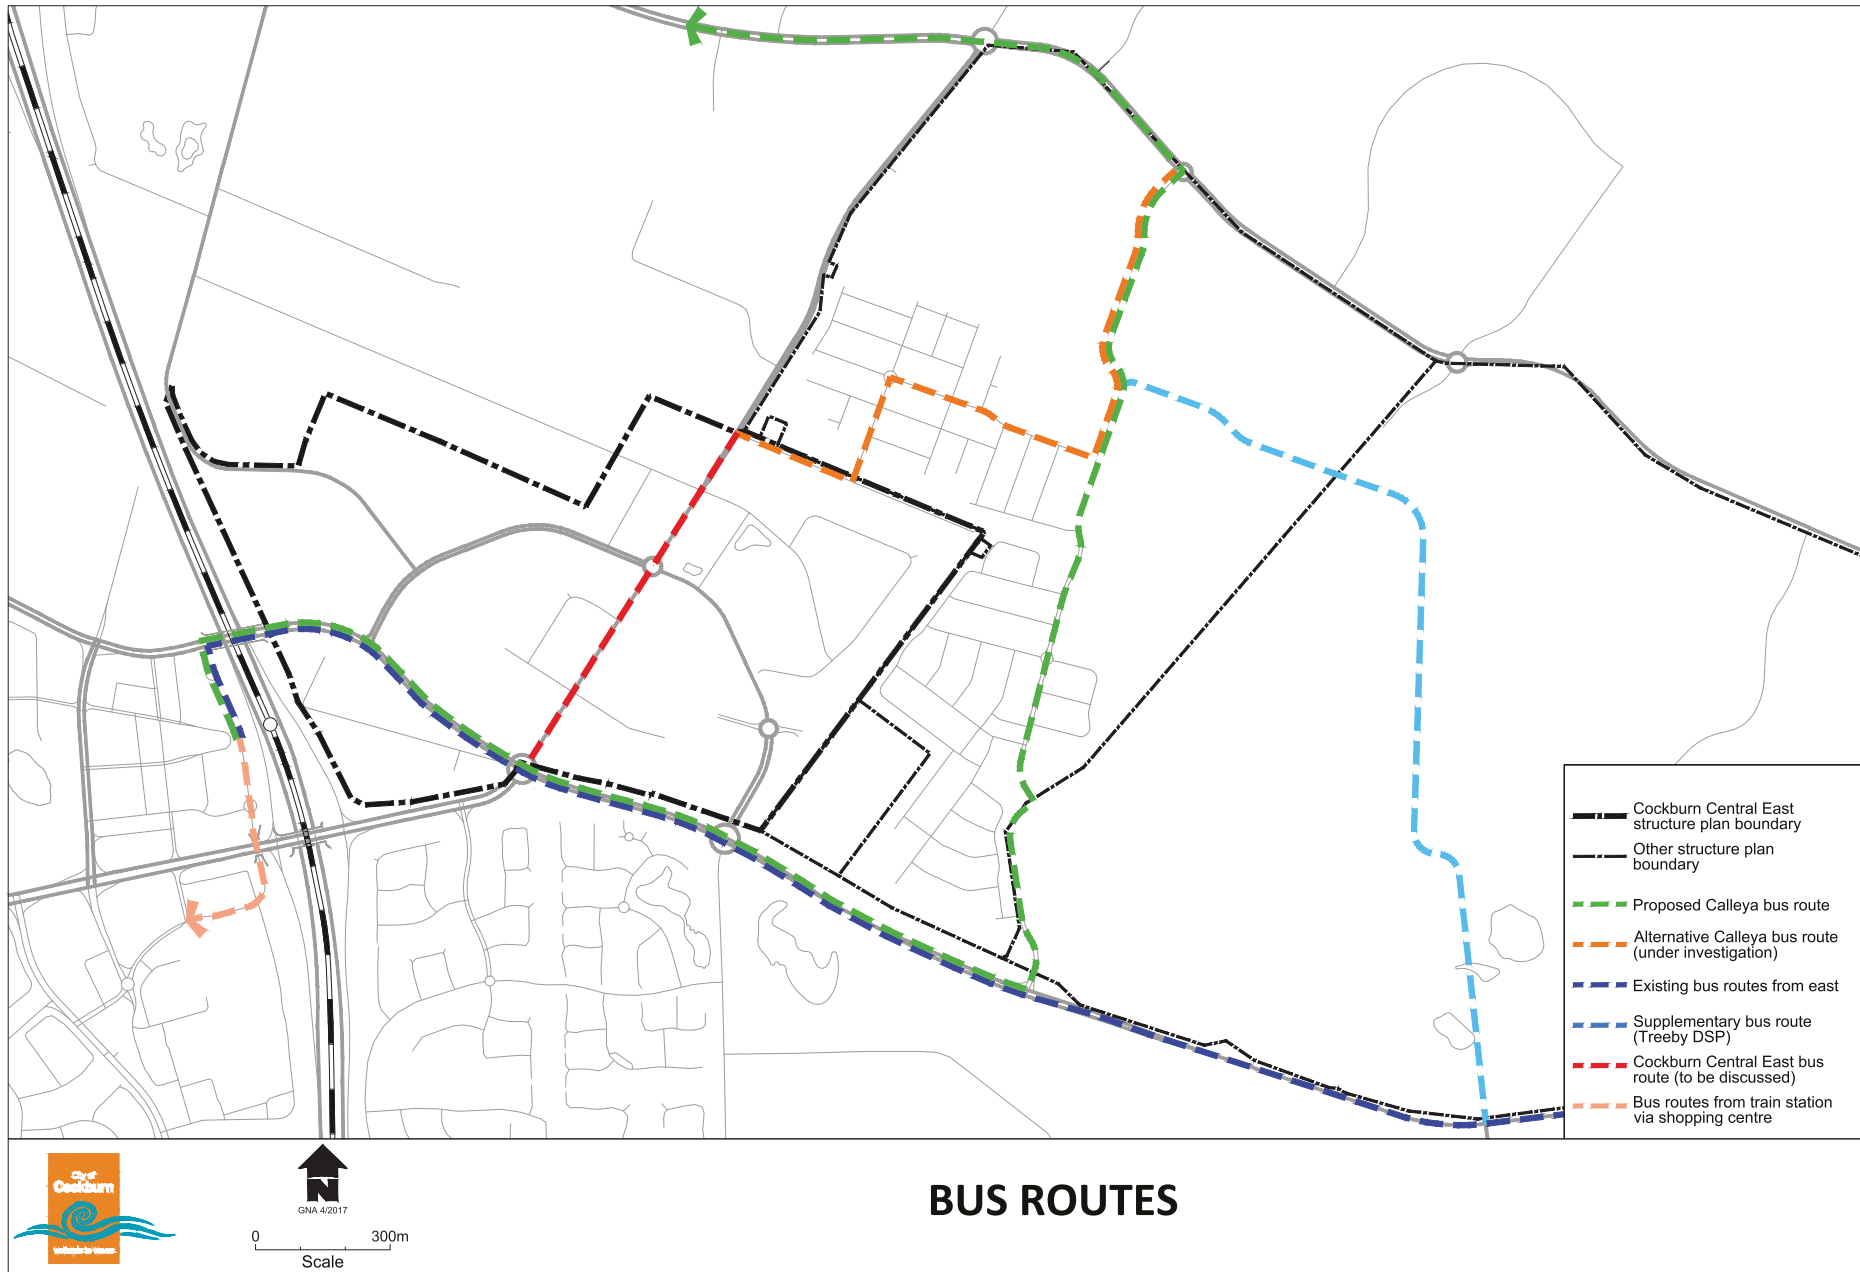 Cockburn Central East
structure plan boundary
Other structure plan
boundary
Proposed Calleya bus route
Alternative Calleya bus route
(under investigation)
Existing bus routes from east
Supplementary bus route
(Treeby DSP)
Cockburn Central East bus
route (to be discussed)
Bus routes from train station
via shopping centre
City of
Cockburn
Wetlands to Waves
N
GNA 4/2017
0 300m
Scale
BUS ROUTES